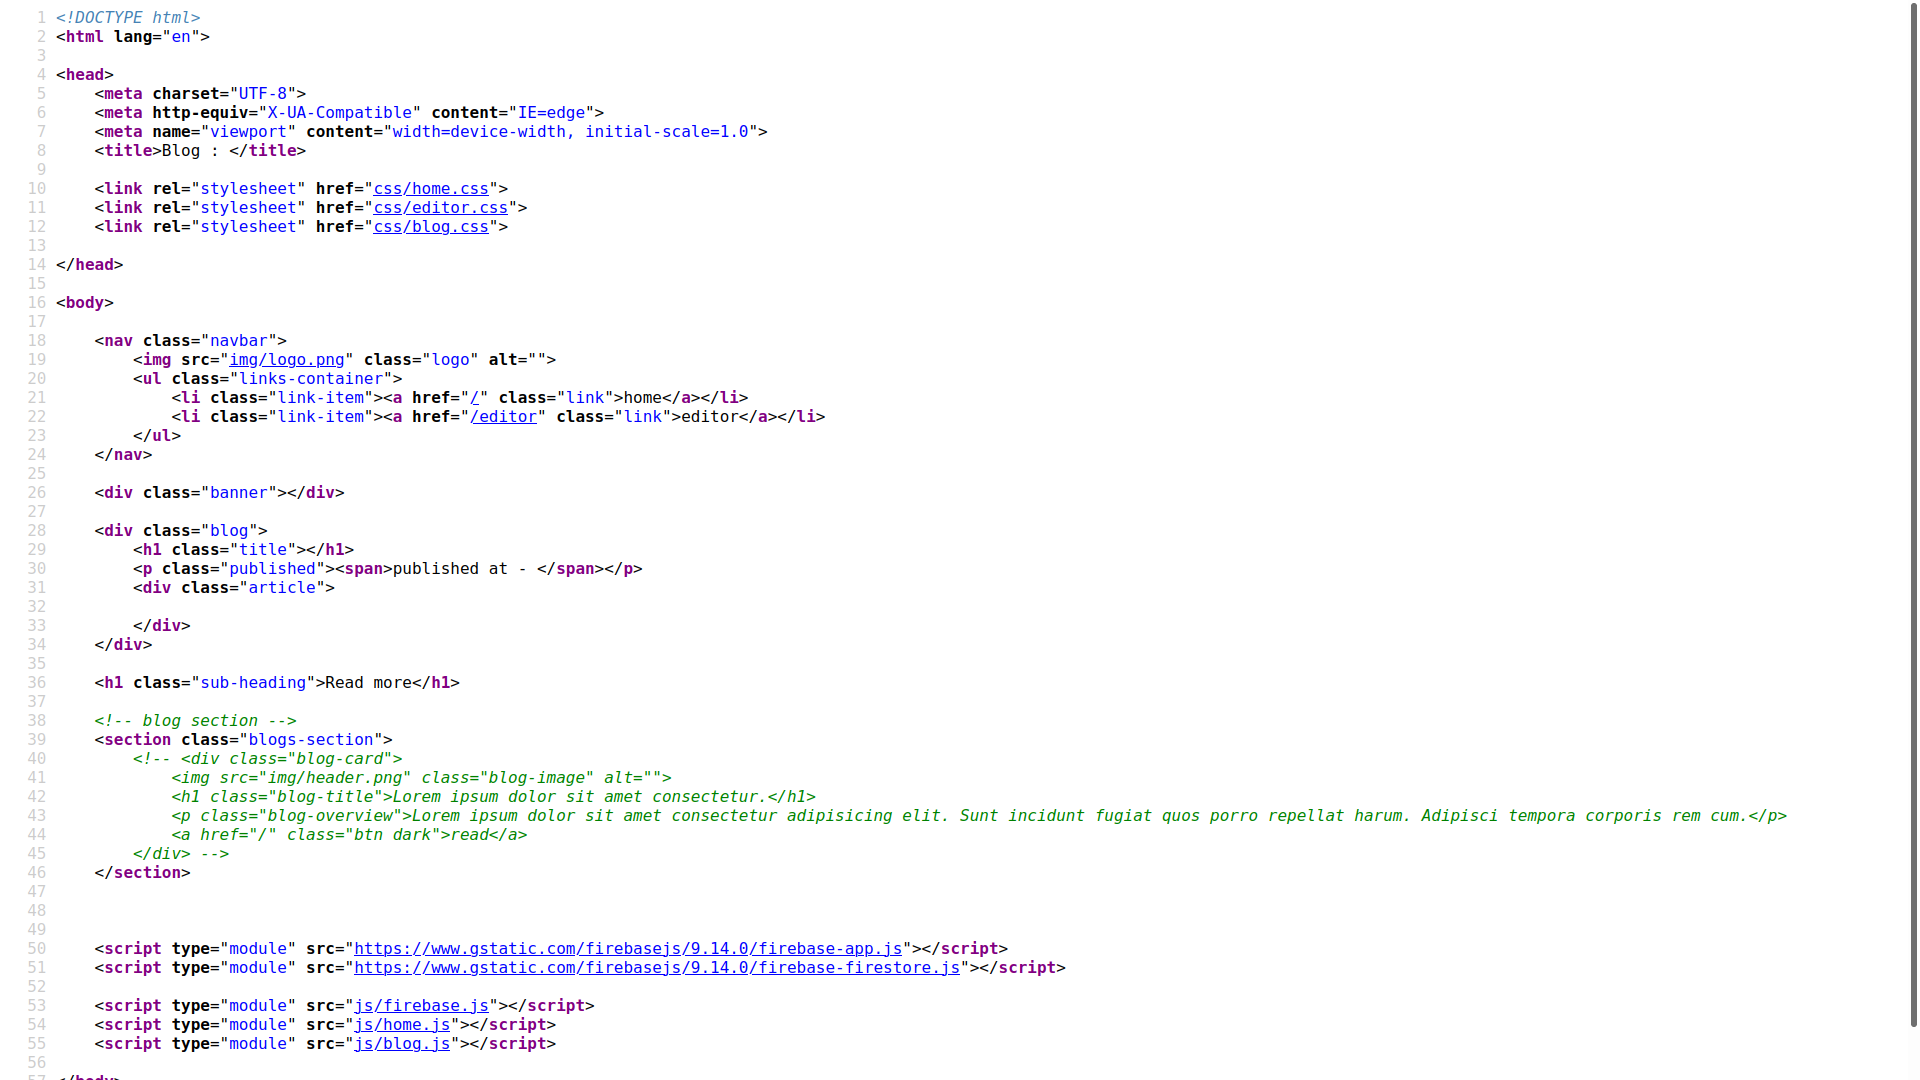 1 <!DOCTYPE html>
2 <html lang="en">
3
4 <head>
5     <meta charset="UTF-8">
6     <meta http-equiv="X-UA-Compatible" content="IE=edge">
7     <meta name="viewport" content="width=device-width, initial-scale=1.0">
8     <title>Blog : </title>
9
10     <link rel="stylesheet" href="css/home.css">
11     <link rel="stylesheet" href="css/editor.css">
12     <link rel="stylesheet" href="css/blog.css">
13
14 </head>
15
16 <body>
17
18     <nav class="navbar">
19         <img src="img/logo.png" class="logo" alt="">
20         <ul class="links-container">
21             <li class="link-item"><a href="/" class="link">home</a></li>
22             <li class="link-item"><a href="/editor" class="link">editor</a></li>
23         </ul>
24     </nav>
25
26     <div class="banner"></div>
27
28     <div class="blog">
29         <h1 class="title"></h1>
30         <p class="published"><span>published at - </span></p>
31         <div class="article">
32
33         </div>
34     </div>
35
36     <h1 class="sub-heading">Read more</h1>
37
38     <!-- blog section -->
39     <section class="blogs-section">
40         <!-- <div class="blog-card">
41             <img src="img/header.png" class="blog-image" alt="">
42             <h1 class="blog-title">Lorem ipsum dolor sit amet consectetur.</h1>
43             <p class="blog-overview">Lorem ipsum dolor sit amet consectetur adipisicing elit. Sunt incidunt fugiat quos porro repellat harum. Adipisci tempora corporis rem cum.</p>
44             <a href="/" class="btn dark">read</a>
45         </div> -->
46     </section>
47
48
49
50     <script type="module" src="https://www.gstatic.com/firebasejs/9.14.0/firebase-app.js"></script>
51     <script type="module" src="https://www.gstatic.com/firebasejs/9.14.0/firebase-firestore.js"></script>
52
53     <script type="module" src="js/firebase.js"></script>
54     <script type="module" src="js/home.js"></script>
55     <script type="module" src="js/blog.js"></script>
56
57 </body>